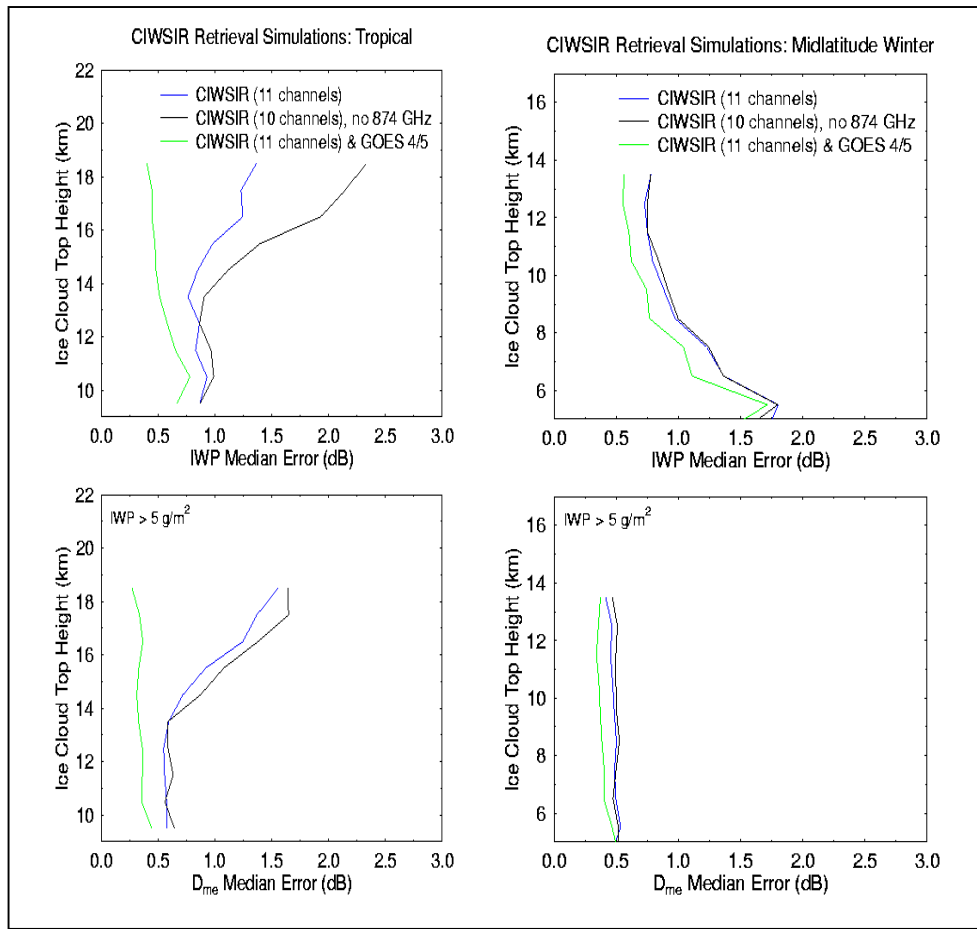 CIWSIR Retrieval Simulations: Tropical
22
20
18
16
14
12
10
Ice Cloud Top Height (km)
CIWSIR (11 channels)
CIWSIR (10 channels), no 874 GHz
CIWSIR (11 channels) & GOES 4/5
0.0 0.5 1.0 1.5 2.0 2.5 3.0
IWP Median Error (dB)
CIWSIR Retrieval Simulations: Midlatitude Winter
16
14
12
10
8
6
Ice Cloud Top Height (km)
CIWSIR (11 channels)
CIWSIR (10 channels), no 874 GHz
CIWSIR (11 channels) & GOES 4/5
0.0 0.5 1.0 1.5 2.0 2.5 3.0
IWP Median Error (dB)
22
20
18
16
14
12
10
Ice Cloud Top Height (km)
IWP > 5 g/m²
0.0 0.5 1.0 1.5 2.0 2.5 3.0
Dme Median Error (dB)
16
14
12
10
8
6
Ice Cloud Top Height (km)
IWP > 5 g/m²
0.0 0.5 1.0 1.5 2.0 2.5 3.0
Dme Median Error (dB)